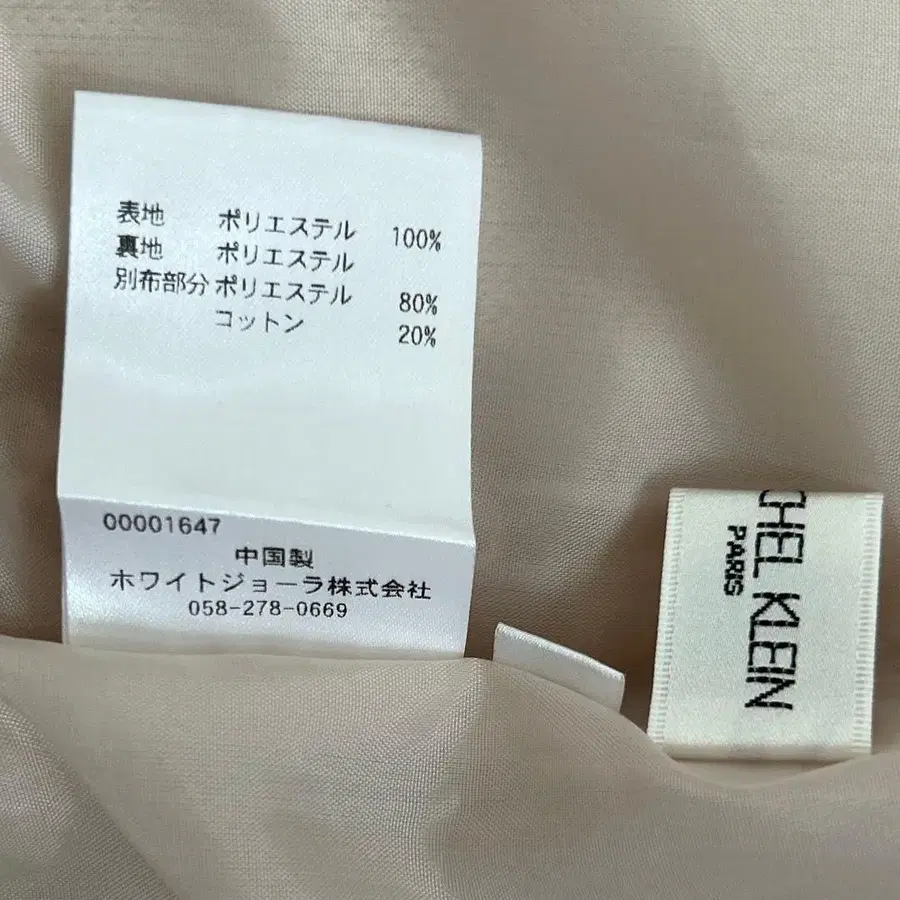 表地 ポリエステル 100%
裏地 ポリエステル
別布部分 ポリエステル 80%
コットン 20%
00001647
中国製
ホワイトジョーラ株式会社
058-278-0669
CHEL KLEIN
PARIS